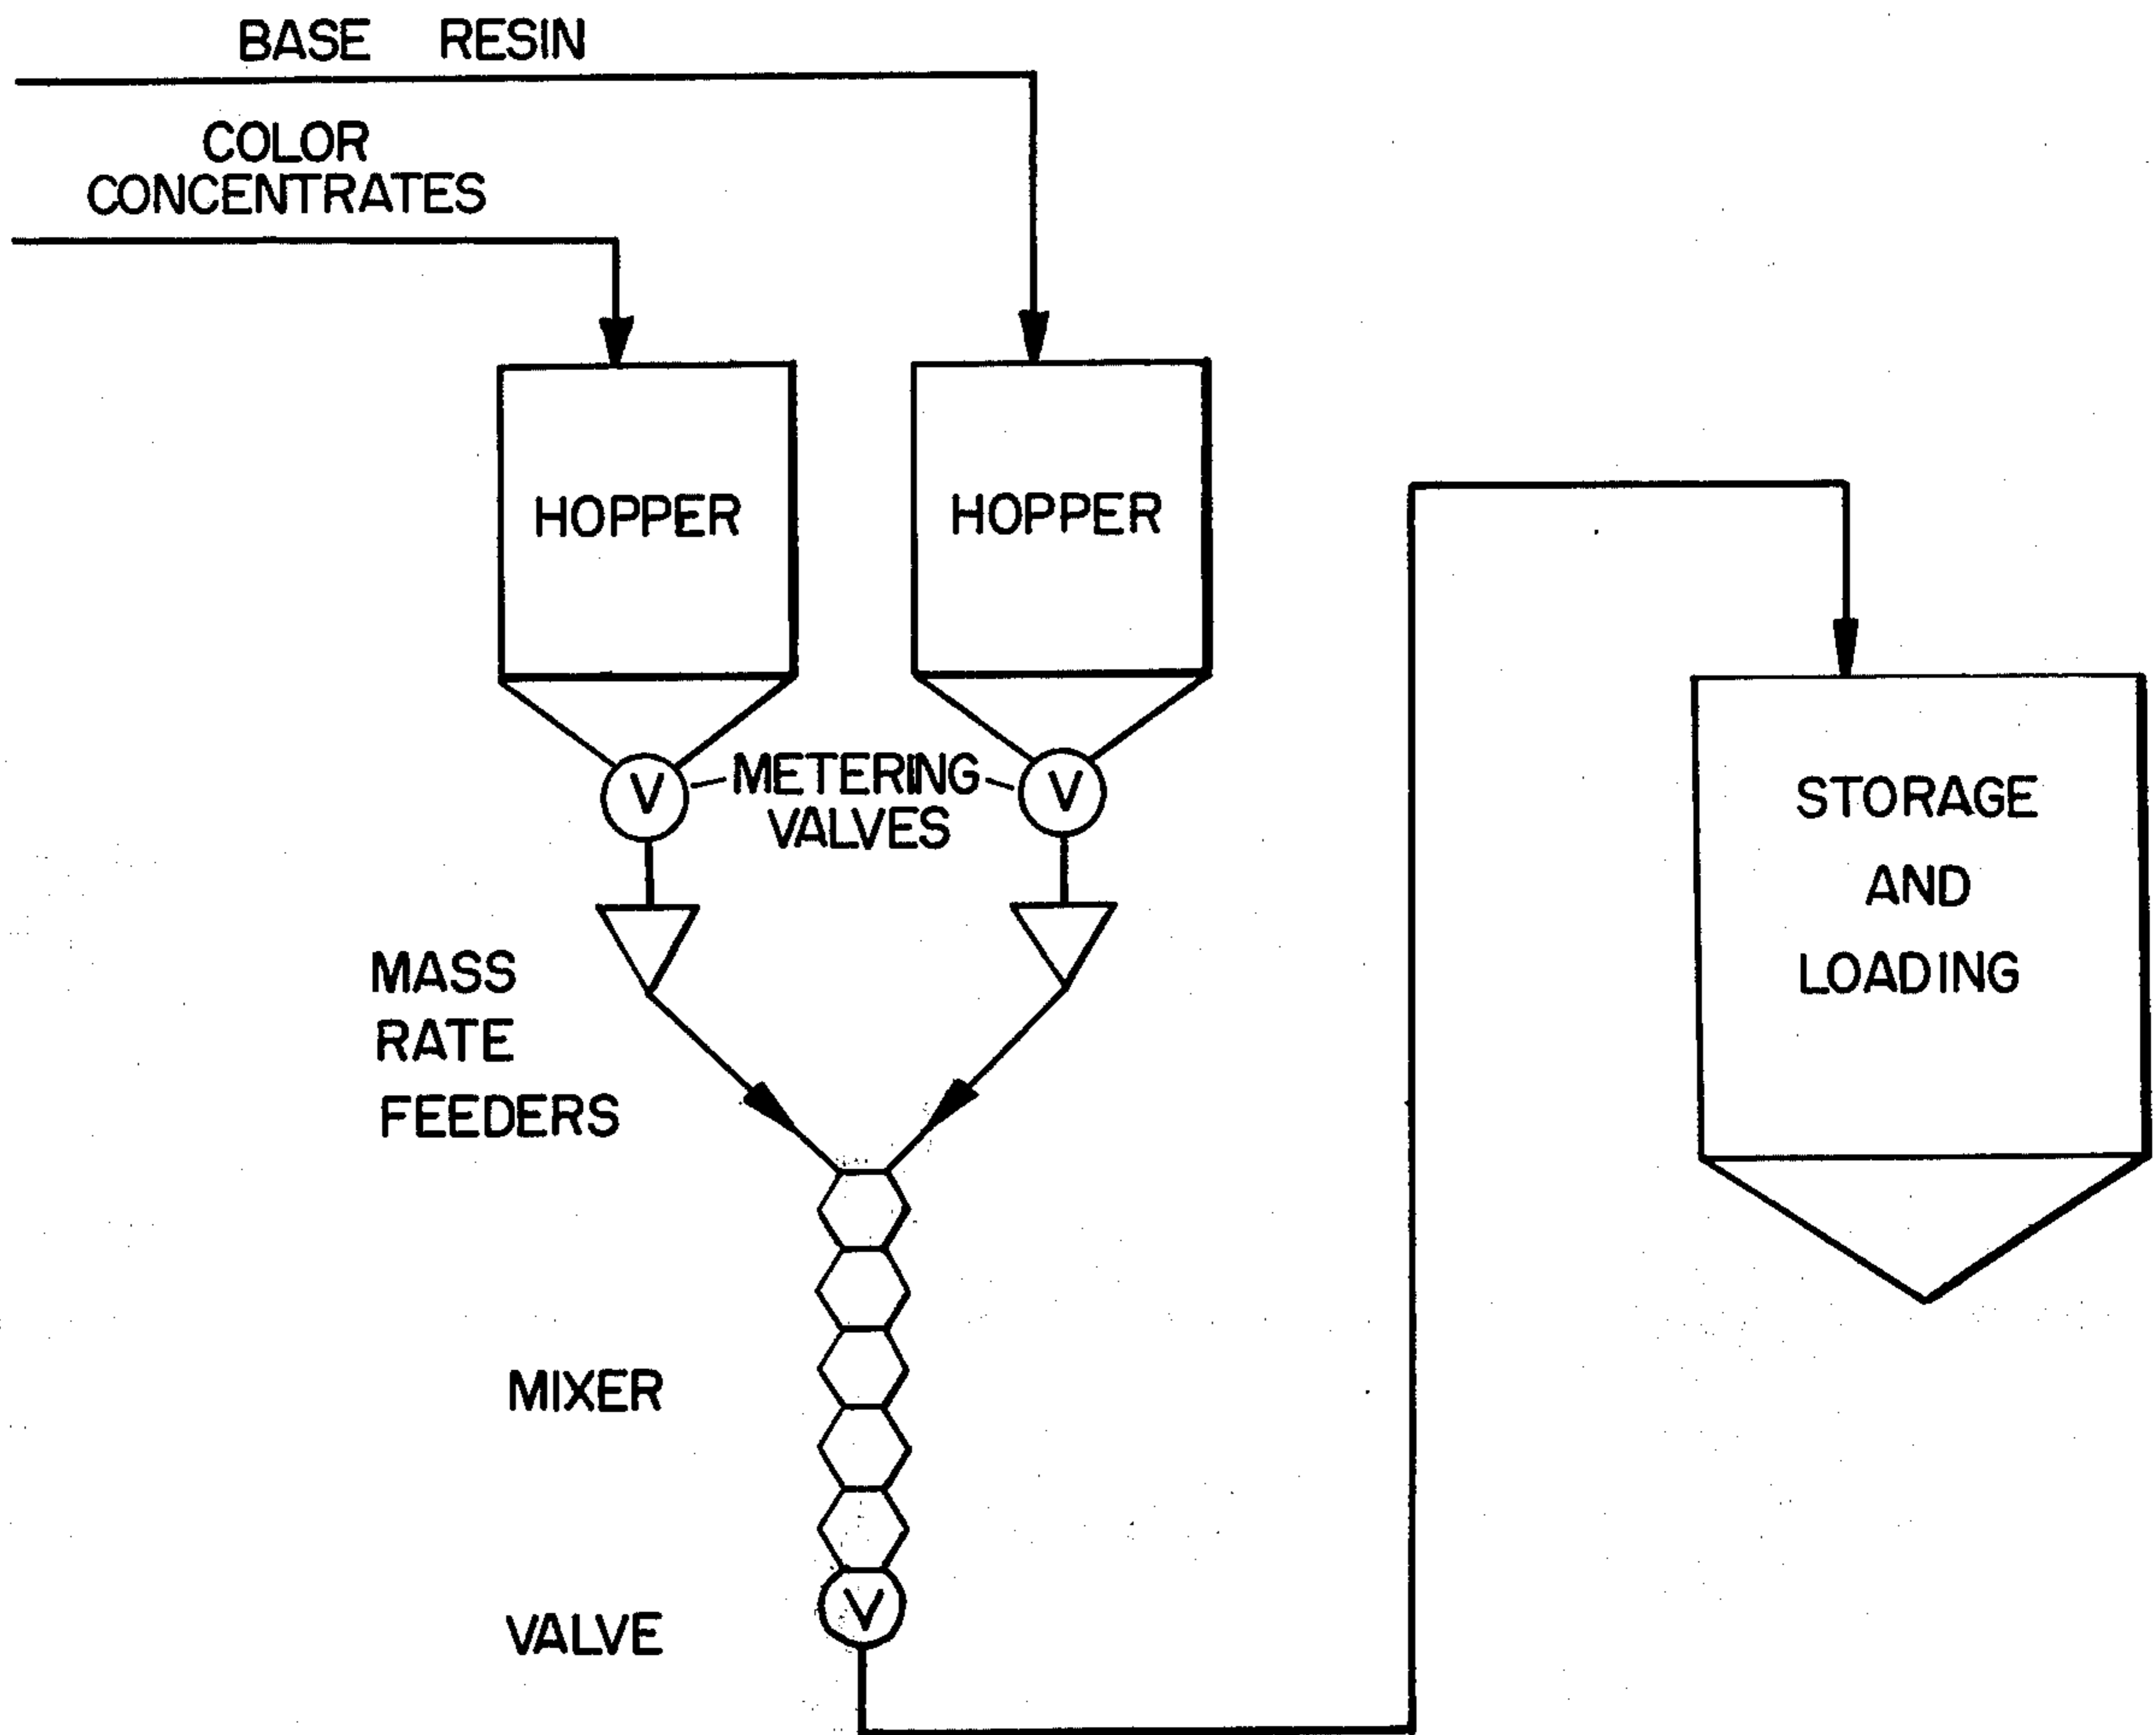 BASE RESIN
COLOR
CONCENTRATES
HOPPER
HOPPER
V
METERING
VALVES
V
STORAGE
AND
LOADING
MASS
RATE
FEEDERS
MIXER
V
VALVE